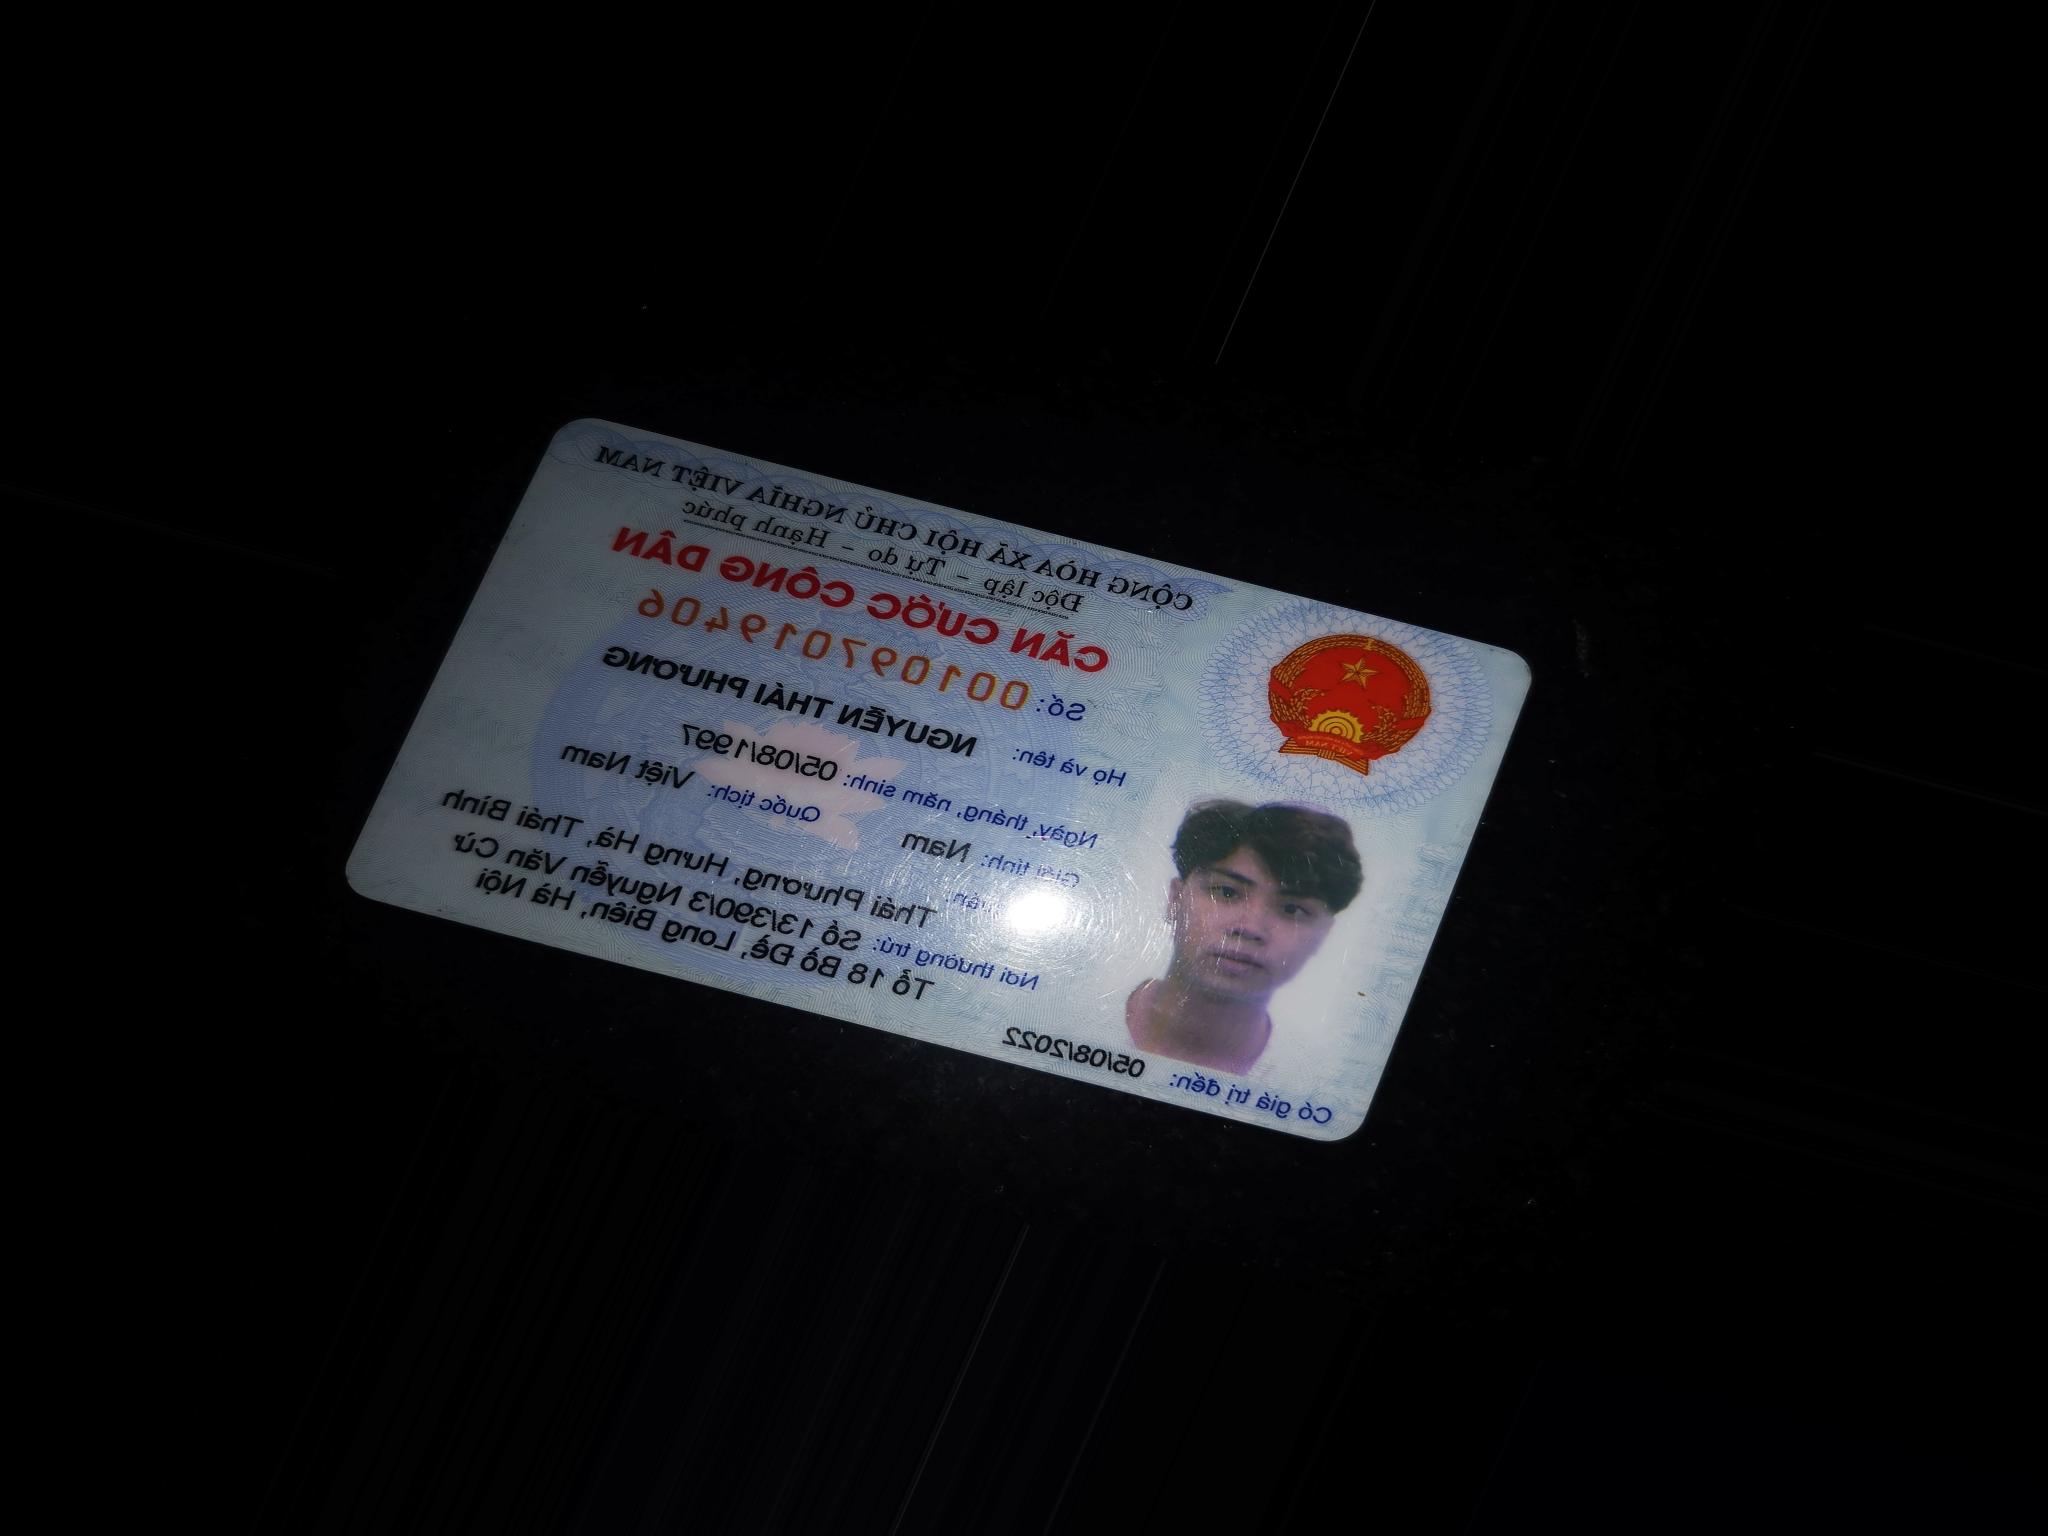 CỘNG HÒA XÃ HỘI CHỦ NGHĨA VIỆT NAM
Độc lập - Tự do - Hạnh phúc
CĂN CƯỚC CÔNG DÂN
Số: 001097019406
Họ và tên: NGUYỄN THÁI PHƯƠNG
Ngày, tháng, năm sinh: 05/08/1997
Giới tính: Nam Quốc tịch: Việt Nam
Thái Phương, Hưng Hà, Thái Bình
Nơi thường trú: Số 13/390/3 Nguyễn Văn Cừ
Tổ 18 Bồ Đề, Long Biên, Hà Nội
Có giá trị đến: 05/08/2022